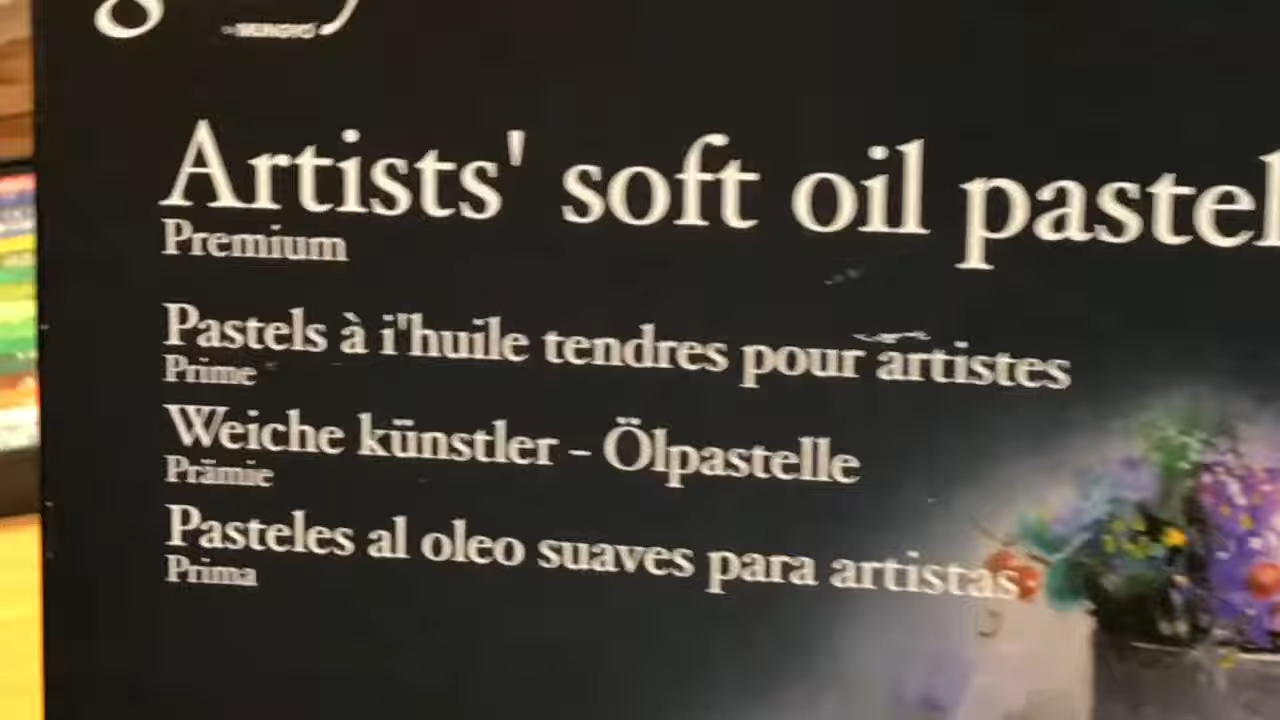 MUNGYO
Artists' soft oil pastel
Premium
Pastels à i'huile tendres pour artistes
Prime
Weiche künstler - Ölpastelle
Prämie
Pasteles al oleo suaves para artistas
Prima